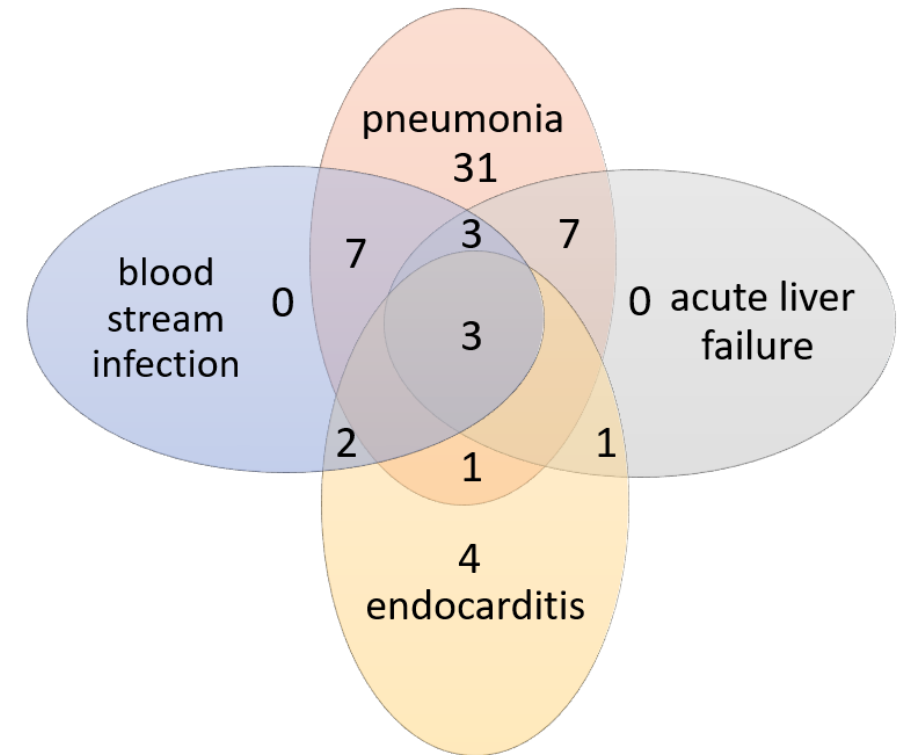 pneumonia
31
3
7
7
blood
stream
infection
0
0
acute liver
failure
3
2
1
1
4
endocarditis